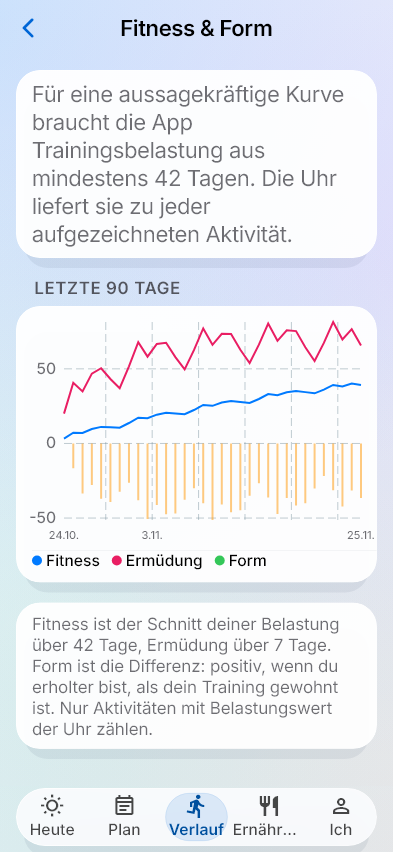 Fitness & Form
Für eine aussagekräftige Kurve
braucht die App
Trainingsbelastung aus
mindestens 42 Tagen. Die Uhr
liefert sie zu jeder
aufgezeichneten Aktivität.
LETZTE 90 TAGE
50
0
-50
24.10. 3.11. 25.11.
Fitness Ermüdung Form
Fitness ist der Schnitt deiner Belastung
über 42 Tage, Ermüdung über 7 Tage.
Form ist die Differenz: positiv, wenn du
erholter bist, als dein Training gewohnt
ist. Nur Aktivitäten mit Belastungswert
der Uhr zählen.
Heute Plan Verlauf Ernähr... Ich